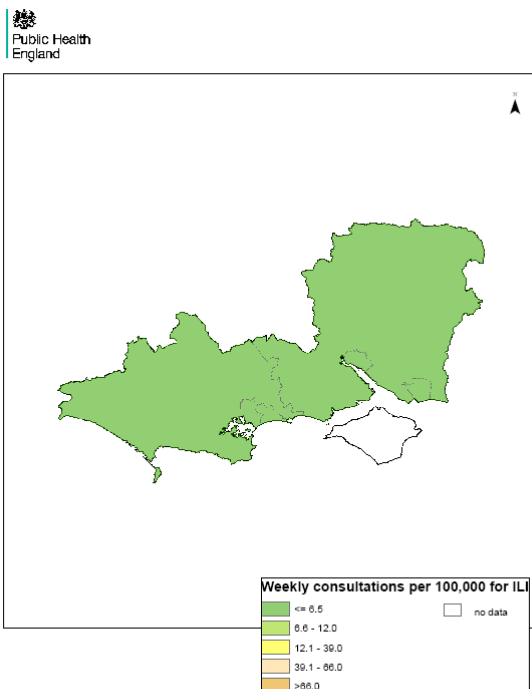 Public Health
England
N
Weekly consultations per 100,000 for ILI
<= 6.5
no data
6.6 - 12.0
12.1 - 39.0
39.1 - 66.0
>66.0